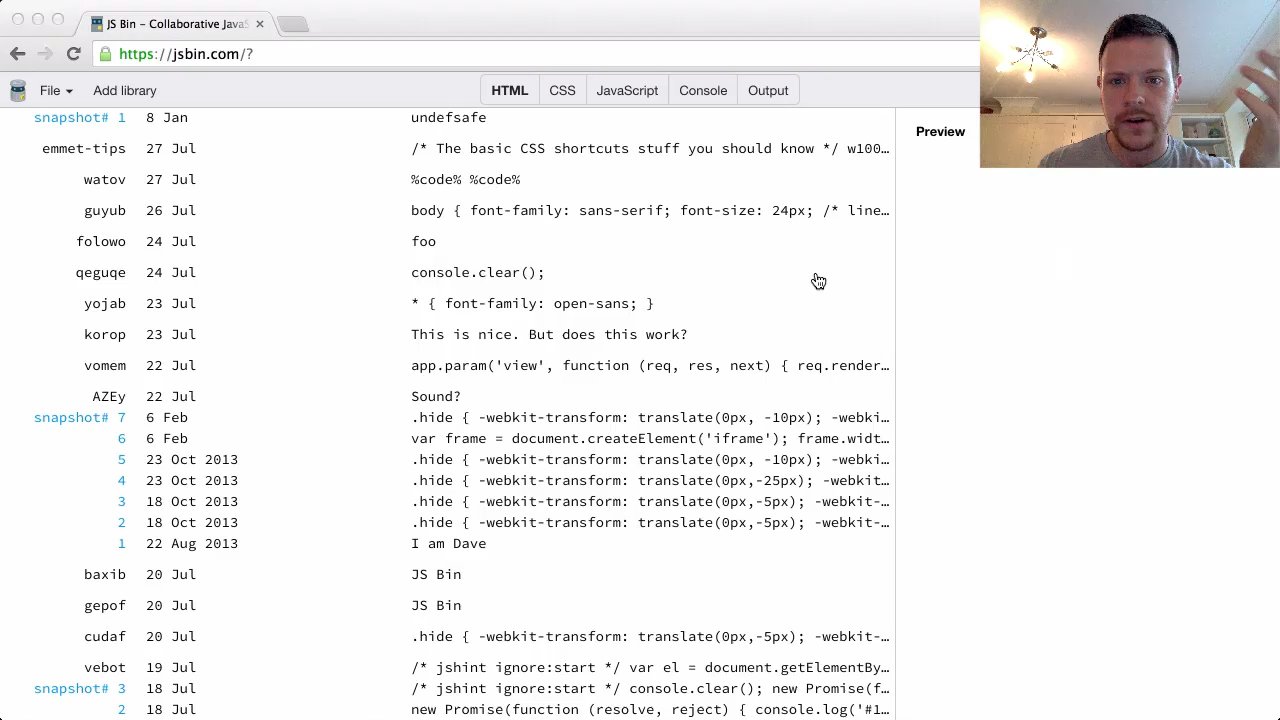 JS Bin – Collaborative JavaS
https://jsbin.com/?
File Add library HTML CSS JavaScript Console Output
Preview
snapshot# 1 8 Jan undefsafe
emmet-tips 27 Jul /* The basic CSS shortcuts stuff you should know */ w100…
watov 27 Jul %code% %code%
guyub 26 Jul body { font-family: sans-serif; font-size: 24px; /* line…
folowo 24 Jul foo
qeguqe 24 Jul console.clear();
yojab 23 Jul * { font-family: open-sans; }
korop 23 Jul This is nice. But does this work?
vomem 22 Jul app.param('view', function (req, res, next) { req.render…
AZEy 22 Jul Sound?
snapshot# 7 6 Feb .hide { -webkit-transform: translate(0px, -10px); -webki…
6 6 Feb var frame = document.createElement('iframe'); frame.widt…
5 23 Oct 2013 .hide { -webkit-transform: translate(0px, -10px); -webki…
4 23 Oct 2013 .hide { -webkit-transform: translate(0px,-25px); -webkit…
3 18 Oct 2013 .hide { -webkit-transform: translate(0px,-5px); -webkit-…
2 18 Oct 2013 .hide { -webkit-transform: translate(0px,-5px); -webkit-…
1 22 Aug 2013 I am Dave
baxib 20 Jul JS Bin
gepof 20 Jul JS Bin
cudaf 20 Jul .hide { -webkit-transform: translate(0px,-5px); -webkit-…
vebot 19 Jul /* jshint ignore:start */ var el = document.getElementBy…
snapshot# 3 18 Jul /* jshint ignore:start */ console.clear(); new Promise(f…
2 18 Jul new Promise(function (resolve, reject) { console.log('#1…